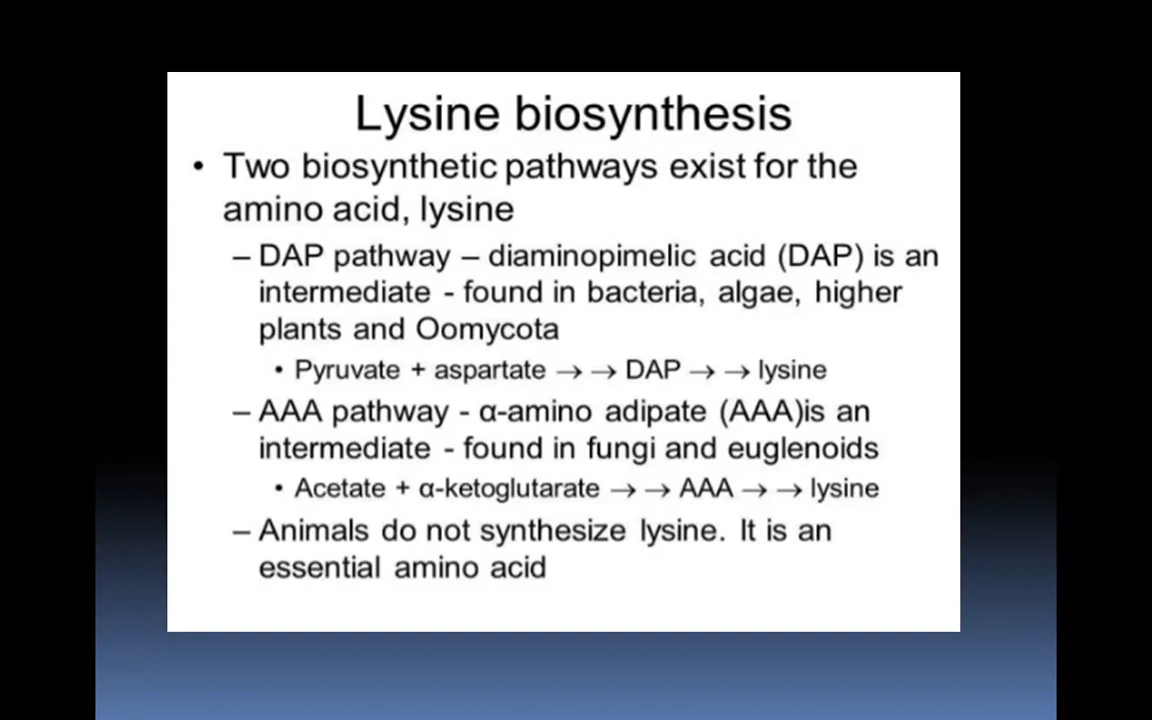 Lysine biosynthesis
• Two biosynthetic pathways exist for the
amino acid, lysine
– DAP pathway – diaminopimelic acid (DAP) is an
intermediate - found in bacteria, algae, higher
plants and Oomycota
• Pyruvate + aspartate → → DAP → → lysine
– AAA pathway - α-amino adipate (AAA)is an
intermediate - found in fungi and euglenoids
• Acetate + α-ketoglutarate → → AAA → → lysine
– Animals do not synthesize lysine. It is an
essential amino acid